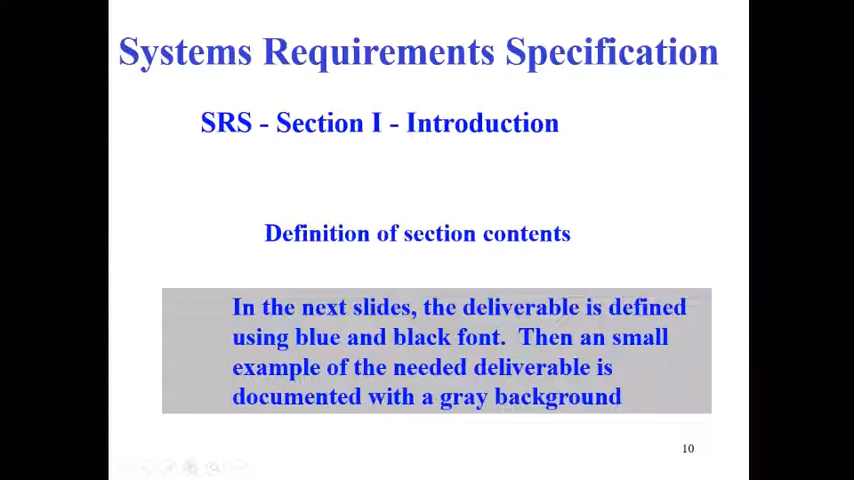 Systems Requirements Specification
SRS - Section I - Introduction
Definition of section contents
In the next slides, the deliverable is defined
using blue and black font.  Then an small
example of the needed deliverable is
documented with a gray background
10